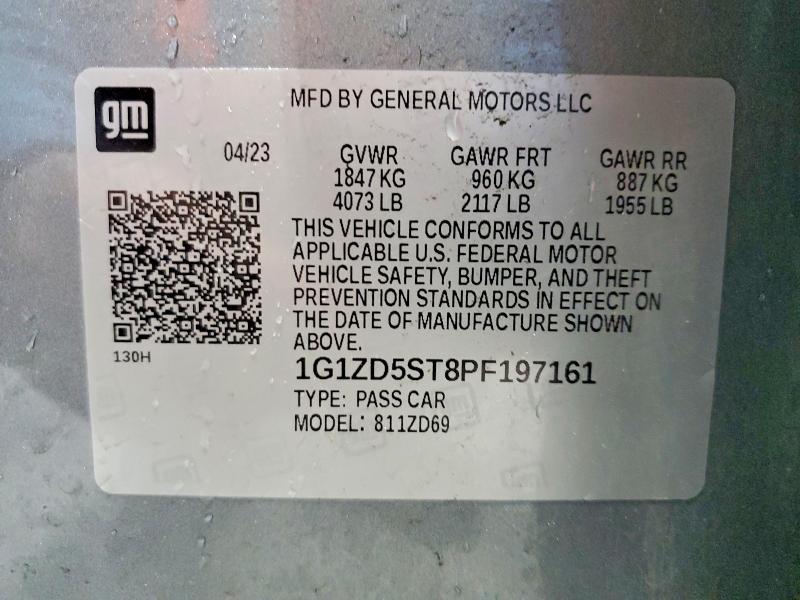 gm
MFD BY GENERAL MOTORS LLC
04/23 GVWR GAWR FRT GAWR RR
1847 KG 960 KG 887 KG
4073 LB 2117 LB 1955 LB
THIS VEHICLE CONFORMS TO ALL
APPLICABLE U.S. FEDERAL MOTOR
VEHICLE SAFETY, BUMPER, AND THEFT
PREVENTION STANDARDS IN EFFECT ON
THE DATE OF MANUFACTURE SHOWN
ABOVE.
130H
1G1ZD5ST8PF197161
TYPE: PASS CAR
MODEL: 811ZD69